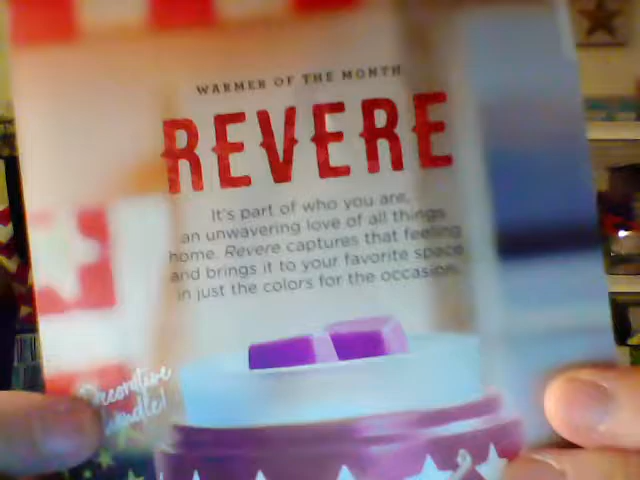 WARMER OF THE MONTH
REVERE
It's part of who you are,
an unwavering love of all things
home. Revere captures that feeling
and brings it to your favorite space
in just the colors for the occasion.
Decorative